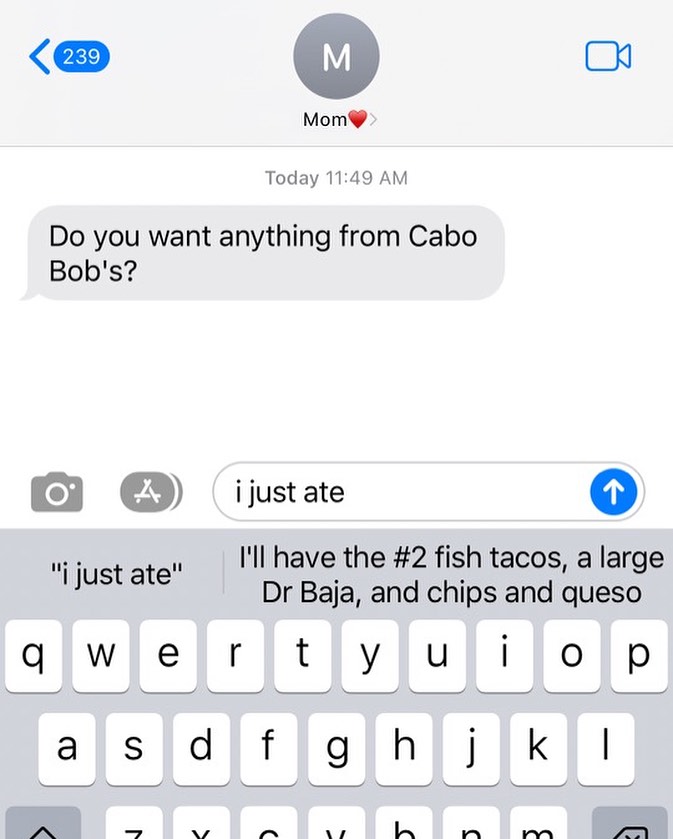 239
M
Mom❤️
Today 11:49 AM
Do you want anything from Cabo
Bob's?
i just ate
"i just ate"
I'll have the #2 fish tacos, a large
Dr Baja, and chips and queso
q w e r t y u i o p
a s d f g h j k l
z x c v b n m